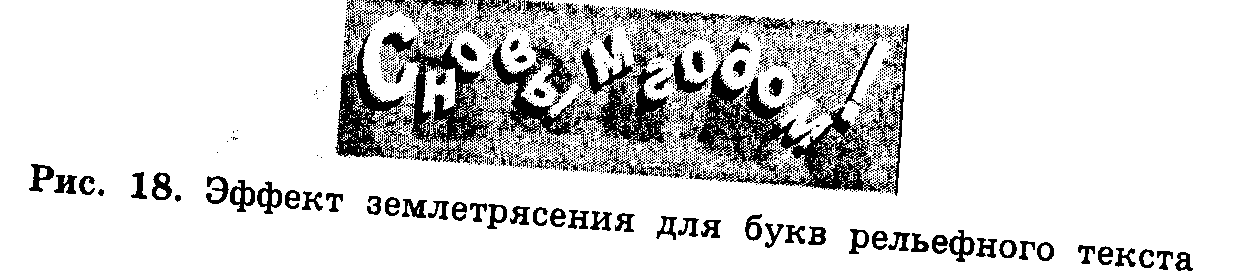 С новым годом!
Рис. 18. Эффект землетрясения для букв рельефного текста